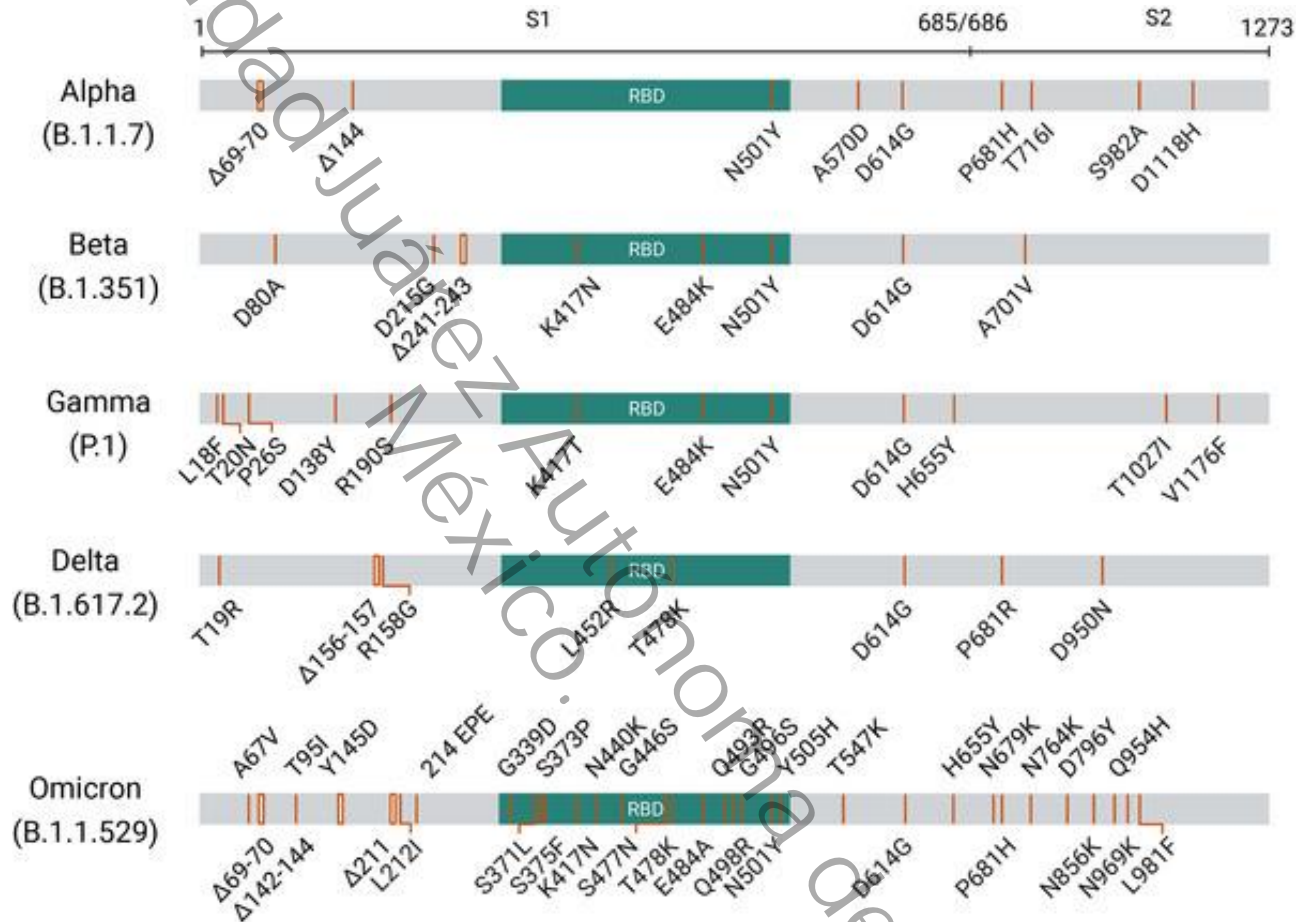 1 S1 685/686 S2 1273
Alpha
(B.1.1.7)
RBD
Δ69-70 Δ144 N501Y A570D D614G P681H T716I S982A D1118H
Beta
(B.1.351)
RBD
D80A D215G Δ241-243 K417N E484K N501Y D614G A701V
Gamma
(P.1)
RBD
L18F T20N P26S D138Y R190S K417T E484K N501Y D614G H655Y T1027I V1176F
Delta
(B.1.617.2)
RBD
T19R Δ156-157 R158G L452R T478K D614G P681R D950N
A67V T95I Y145D 214 EPE G339D S373P N440K G446S Q493R G496S Y505H T547K H655Y N679K N764K D796Y Q954H
Omicron
(B.1.1.529)
RBD
Δ69-70 Δ142-144 Δ211 L212I S371L S375F K417N S477N T478K E484A Q498R N501Y D614G P681H N856K N969K L981F
dad Juárez Autónoma de
México.